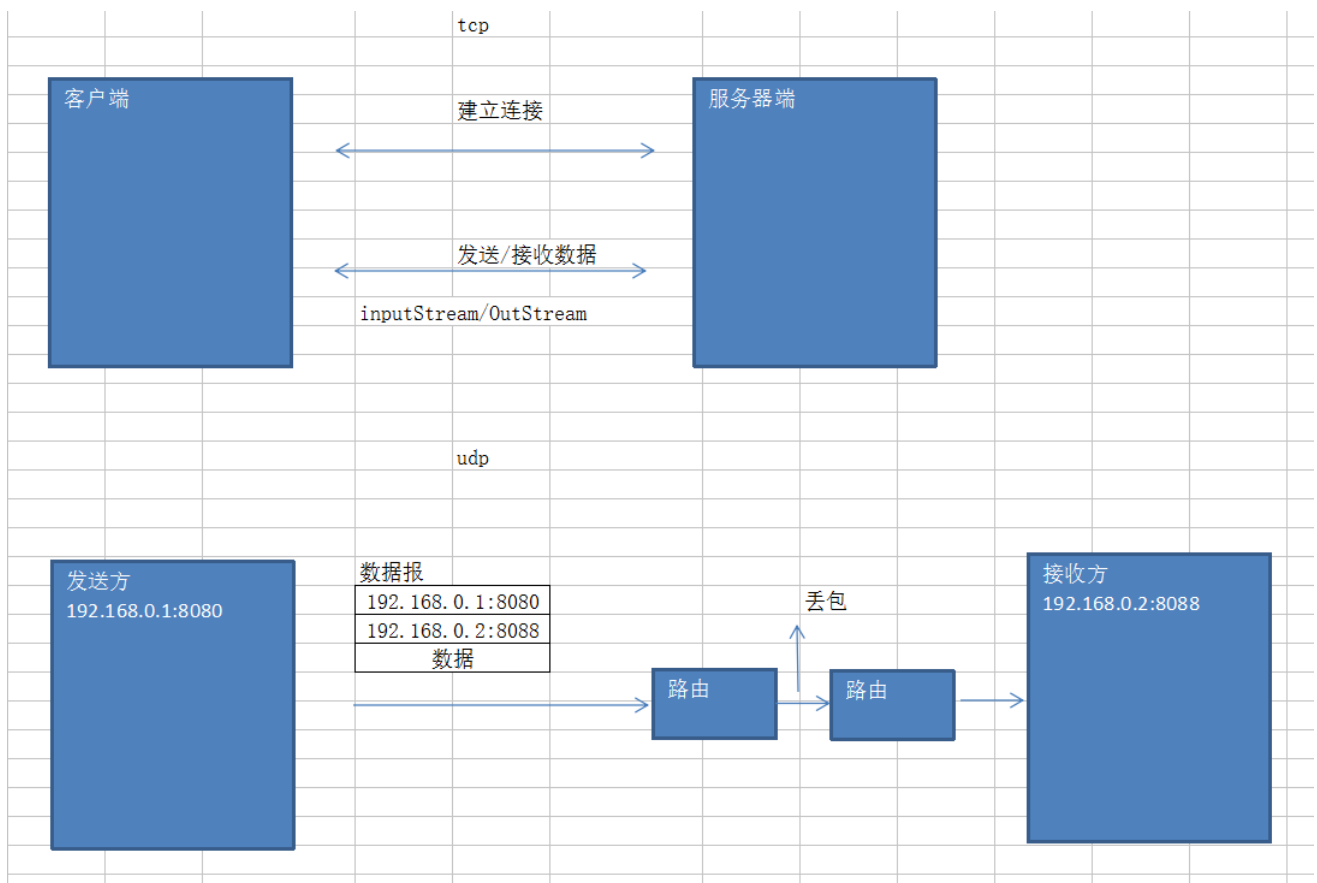 tcp
客户端
建立连接
服务器端
发送/接收数据
inputStream/OutStream
udp
发送方
192.168.0.1:8080
数据报
192.168.0.1:8080
192.168.0.2:8088
数据
丢包
路由
路由
接收方
192.168.0.2:8088